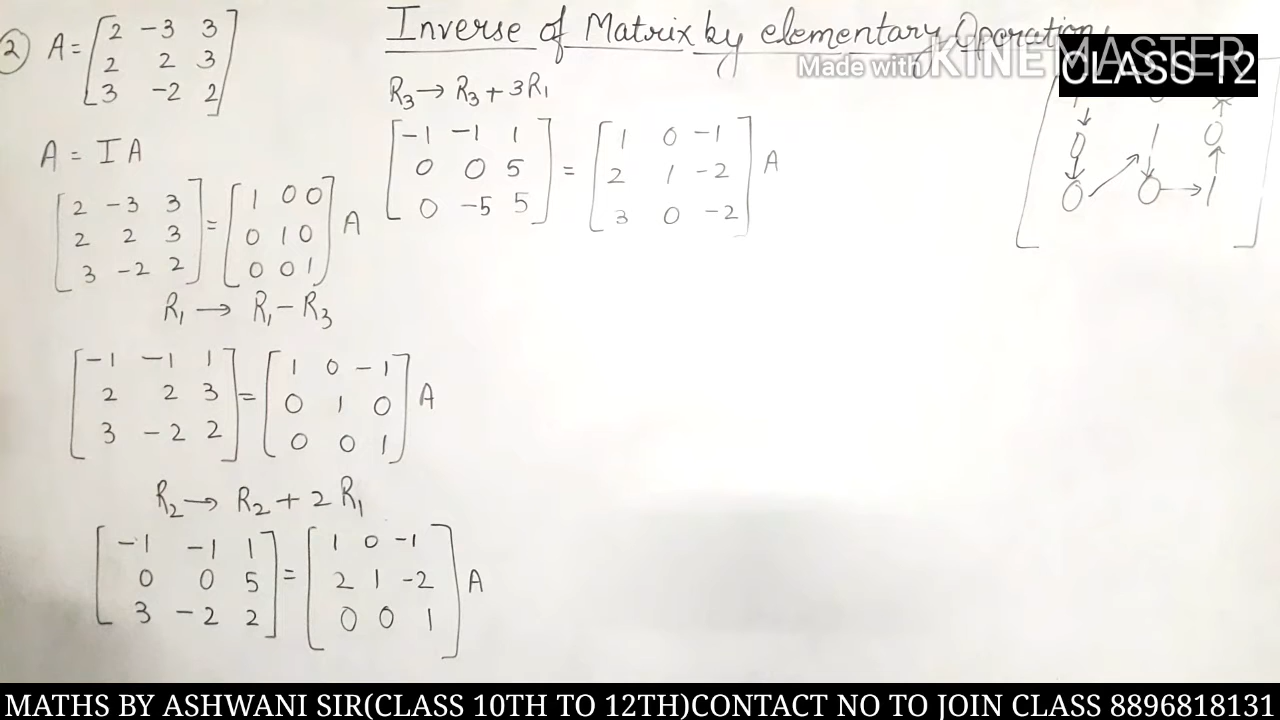 Inverse of Matrix by elementary Operation
Made with KINEMASTER
CLASS 12
2) A = [ 2 -3 3
2 2 3
3 -2 2 ]
A = I A
[ 2 -3 3
2 2 3
3 -2 2 ] = [ 1 0 0
0 1 0
0 0 1 ] A
R1 → R1 - R3
[ -1 -1 1
2 2 3
3 -2 2 ] = [ 1 0 -1
0 1 0
0 0 1 ] A
R2 → R2 + 2 R1
[ -1 -1 1
0 0 5
3 -2 2 ] = [ 1 0 -1
2 1 -2
0 0 1 ] A
R3 → R3 + 3R1
[ -1 -1 1
0 0 5
0 -5 5 ] = [ 1 0 -1
2 1 -2
3 0 -2 ] A
0 1 0
0 0 → 1
MATHS BY ASHWANI SIR(CLASS 10TH TO 12TH)CONTACT NO TO JOIN CLASS 8896818131